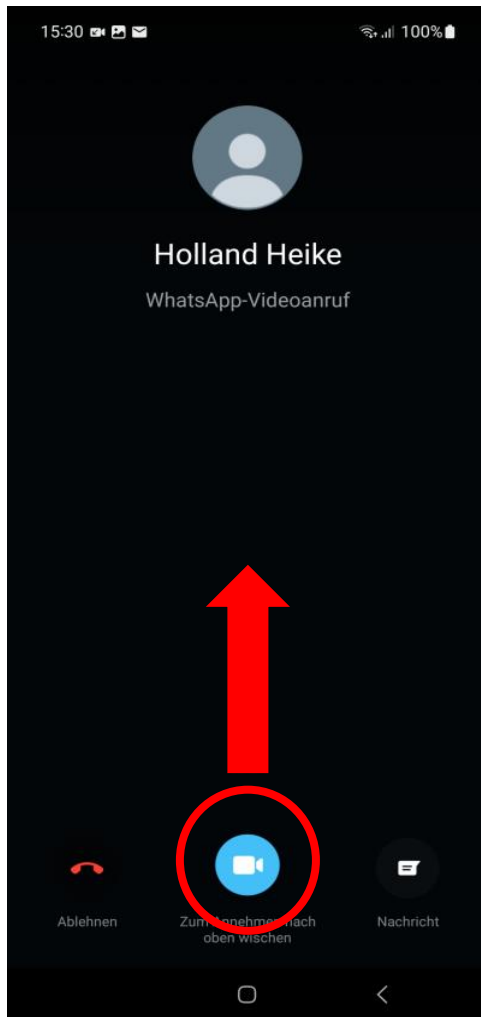 15:30 100%
Holland Heike
WhatsApp-Videoanruf
Ablehnen
Zum Annehmen nach
oben wischen
Nachricht